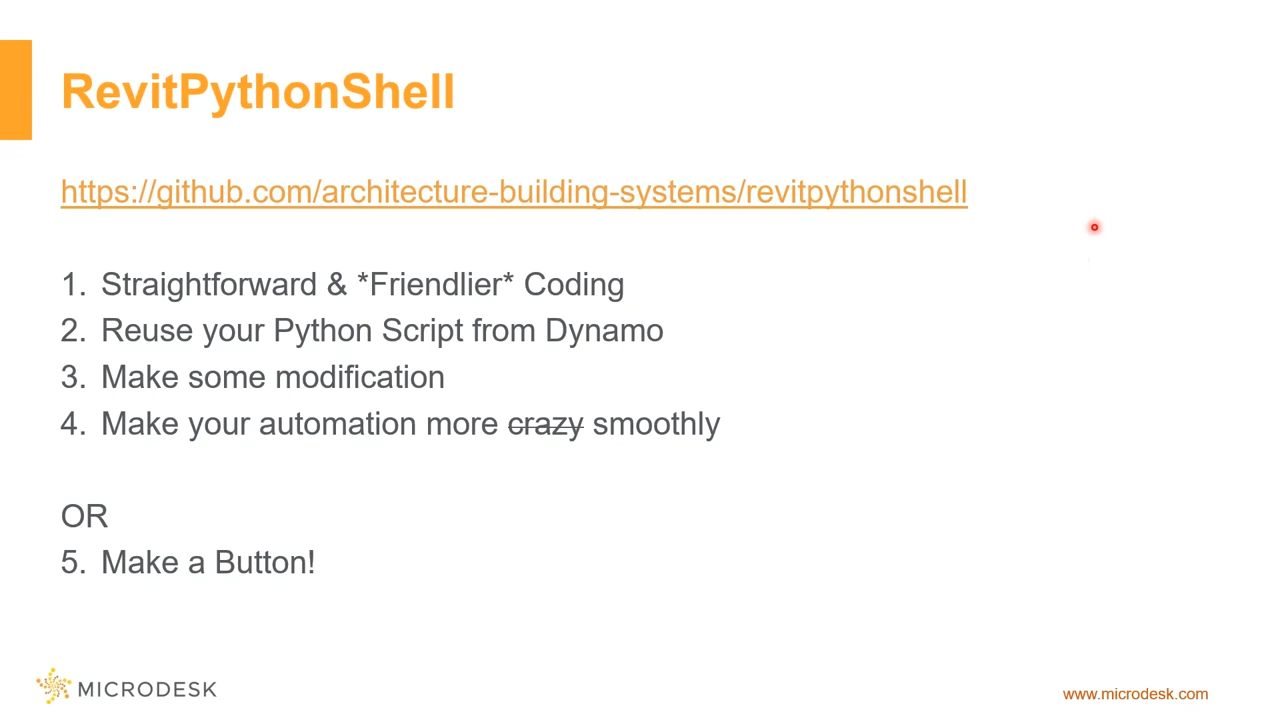 RevitPythonShell
https://github.com/architecture-building-systems/revitpythonshell
1. Straightforward & *Friendlier* Coding
2. Reuse your Python Script from Dynamo
3. Make some modification
4. Make your automation more crazy smoothly
OR
5. Make a Button!
MICRODESK
www.microdesk.com